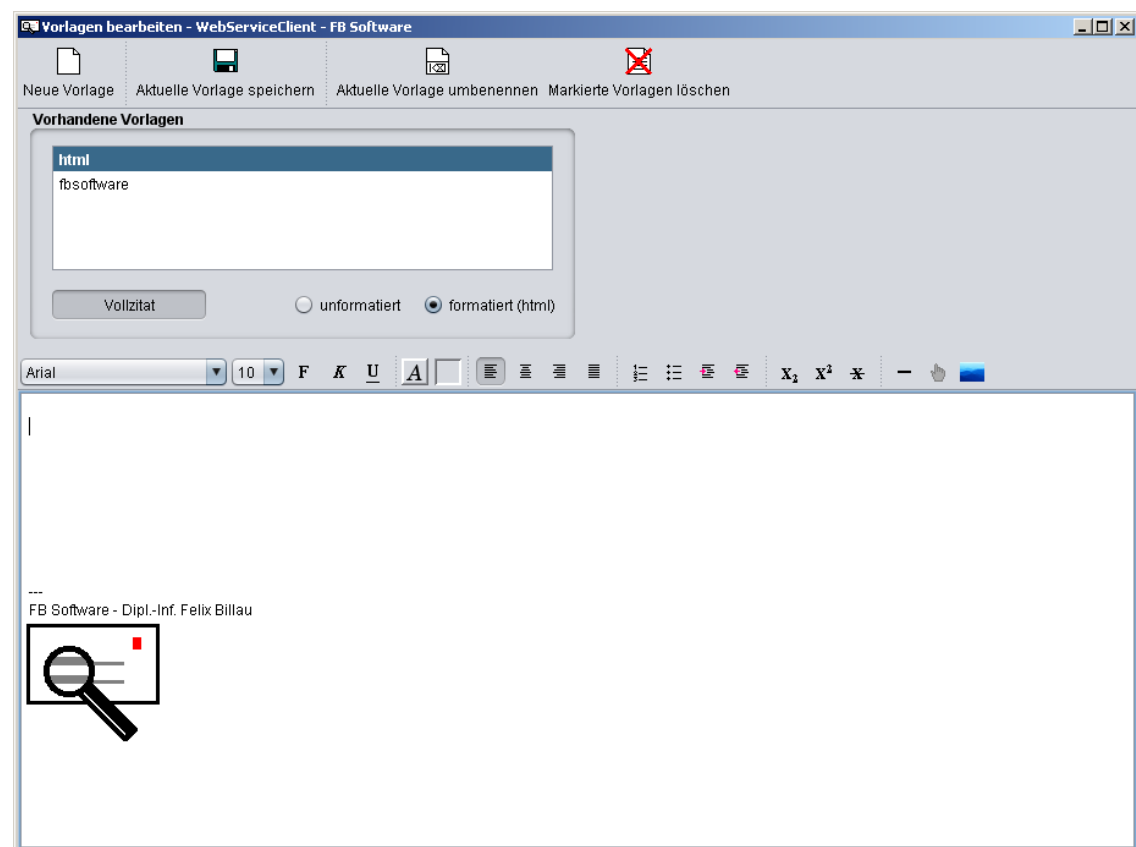 Vorlagen bearbeiten - WebServiceClient - FB Software
Neue Vorlage Aktuelle Vorlage speichern Aktuelle Vorlage umbenennen Markierte Vorlagen löschen
Vorhandene Vorlagen
html
fbsoftware
Vollzitat unformatiert formatiert (html)
Arial 10 F K U A X₂ X² X
---
FB Software - Dipl.-Inf. Felix Billau